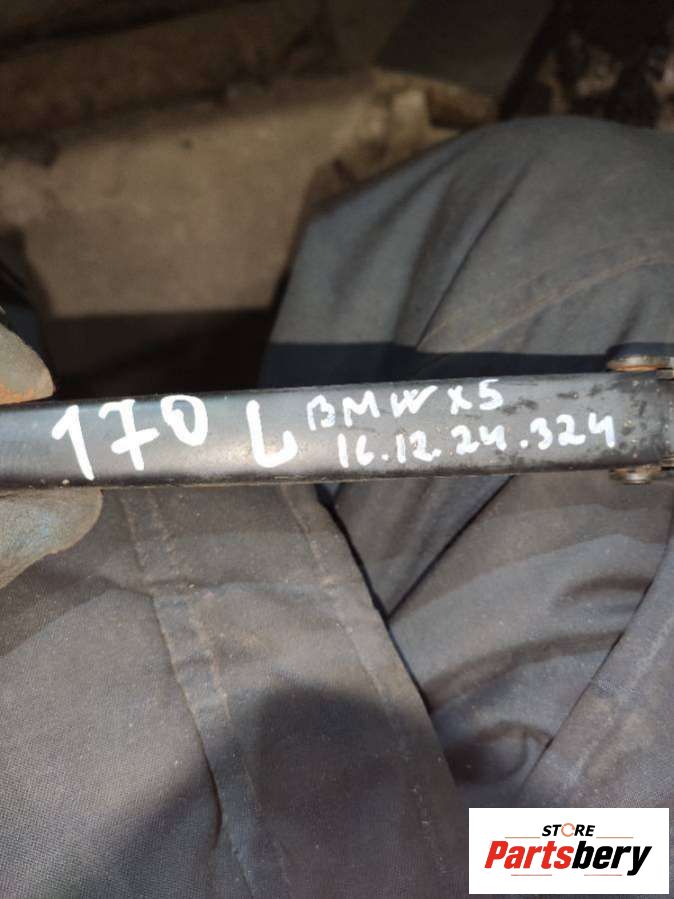 170 L BMW X5
16.12.24.324
STORE
Partsbery